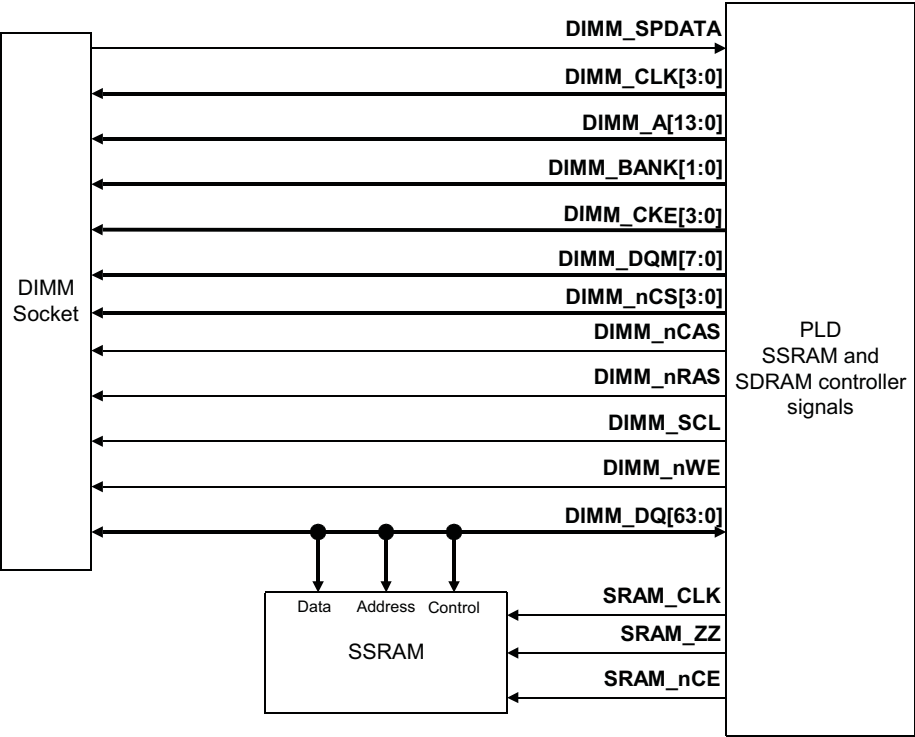 DIMM_SPDATA
DIMM_CLK[3:0]
DIMM_A[13:0]
DIMM_BANK[1:0]
DIMM_CKE[3:0]
DIMM_DQM[7:0]
DIMM_nCS[3:0]
DIMM_nCAS
DIMM_nRAS
DIMM_SCL
DIMM_nWE
DIMM_DQ[63:0]
DIMM
Socket
PLD
SSRAM and
SDRAM controller
signals
Data Address Control
SSRAM
SRAM_CLK
SRAM_ZZ
SRAM_nCE